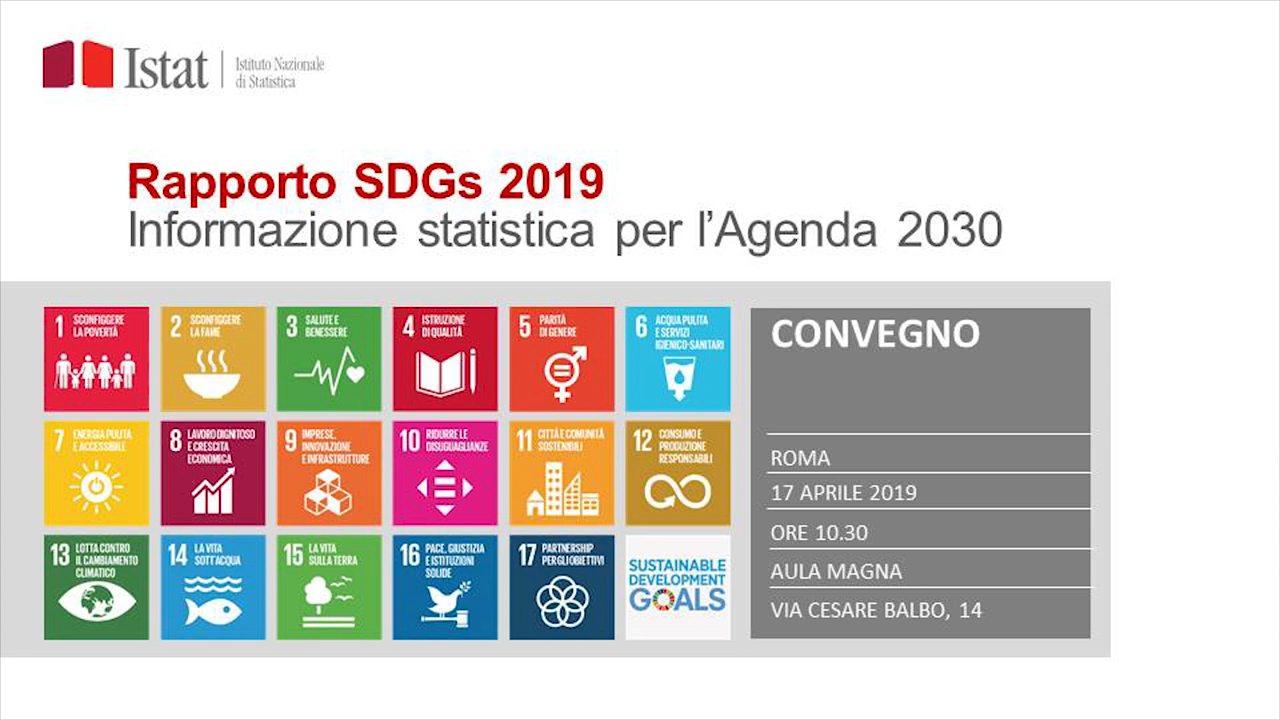 Istat
Istituto Nazionale
di Statistica
Rapporto SDGs 2019
Informazione statistica per l’Agenda 2030
1 SCONFIGGERE
LA POVERTÀ
2 SCONFIGGERE
LA FAME
3 SALUTE E
BENESSERE
4 ISTRUZIONE
DI QUALITÀ
5 PARITÀ
DI GENERE
6 ACQUA PULITA
E SERVIZI
IGIENICO-SANITARI
7 ENERGIA PULITA
E ACCESSIBILE
8 LAVORO DIGNITOSO
E CRESCITA
ECONOMICA
9 IMPRESE,
INNOVAZIONE
E INFRASTRUTTURE
10 RIDURRE LE
DISUGUAGLIANZE
11 CITTÀ E COMUNITÀ
SOSTENIBILI
12 CONSUMO E
PRODUZIONE
RESPONSABILI
13 LOTTA CONTRO
IL CAMBIAMENTO
CLIMATICO
14 LA VITA
SOTT'ACQUA
15 LA VITA
SULLA TERRA
16 PACE, GIUSTIZIA
E ISTITUZIONI
SOLIDE
17 PARTNERSHIP
PER GLI OBIETTIVI
SUSTAINABLE
DEVELOPMENT
GOALS
CONVEGNO
ROMA
17 APRILE 2019
ORE 10.30
AULA MAGNA
VIA CESARE BALBO, 14